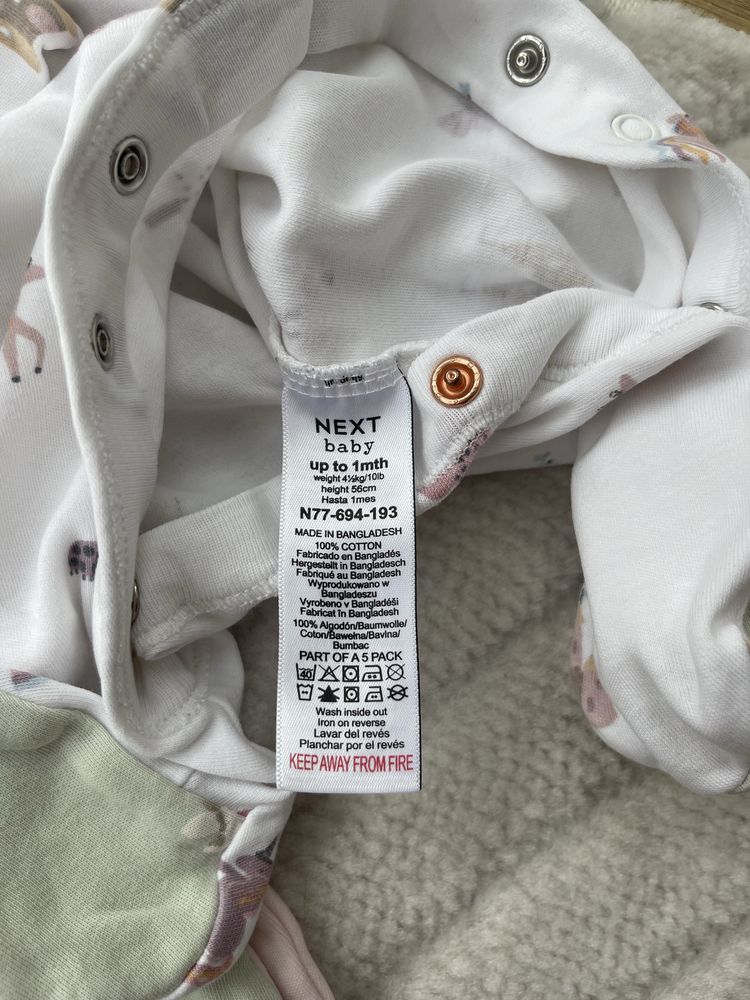 NEXT
baby
up to 1mth
weight 4½kg/10lb
height 56cm
Hasta 1mes
N77-694-193
MADE IN BANGLADESH
100% COTTON
Fabricado en Bangladés
Hergestellt in Bangladesch
Fabriqué au Bangladesh
Wyprodukowano w
Bangladeszu
Vyrobeno v Bangladéši
Fabricat în Bangladesh
100% Algodón/Baumwolle/
Coton/Bawełna/Bavlna/
Bumbac
PART OF A 5 PACK
40
Wash inside out
Iron on reverse
Lavar del revés
Planchar por el revés
KEEP AWAY FROM FIRE